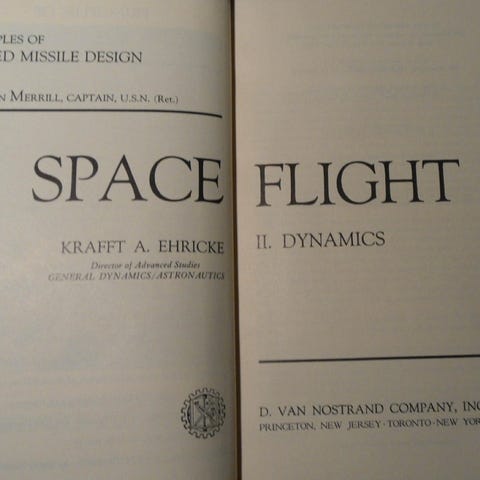 PLES OF
ED MISSILE DESIGN
N MERRILL, CAPTAIN, U.S.N. (Ret.)
SPACE FLIGHT
KRAFFT A. EHRICKE
Director of Advanced Studies
GENERAL DYNAMICS/ASTRONAUTICS
II. DYNAMICS
D. VAN NOSTRAND COMPANY, INC
PRINCETON, NEW JERSEY · TORONTO · NEW YOR